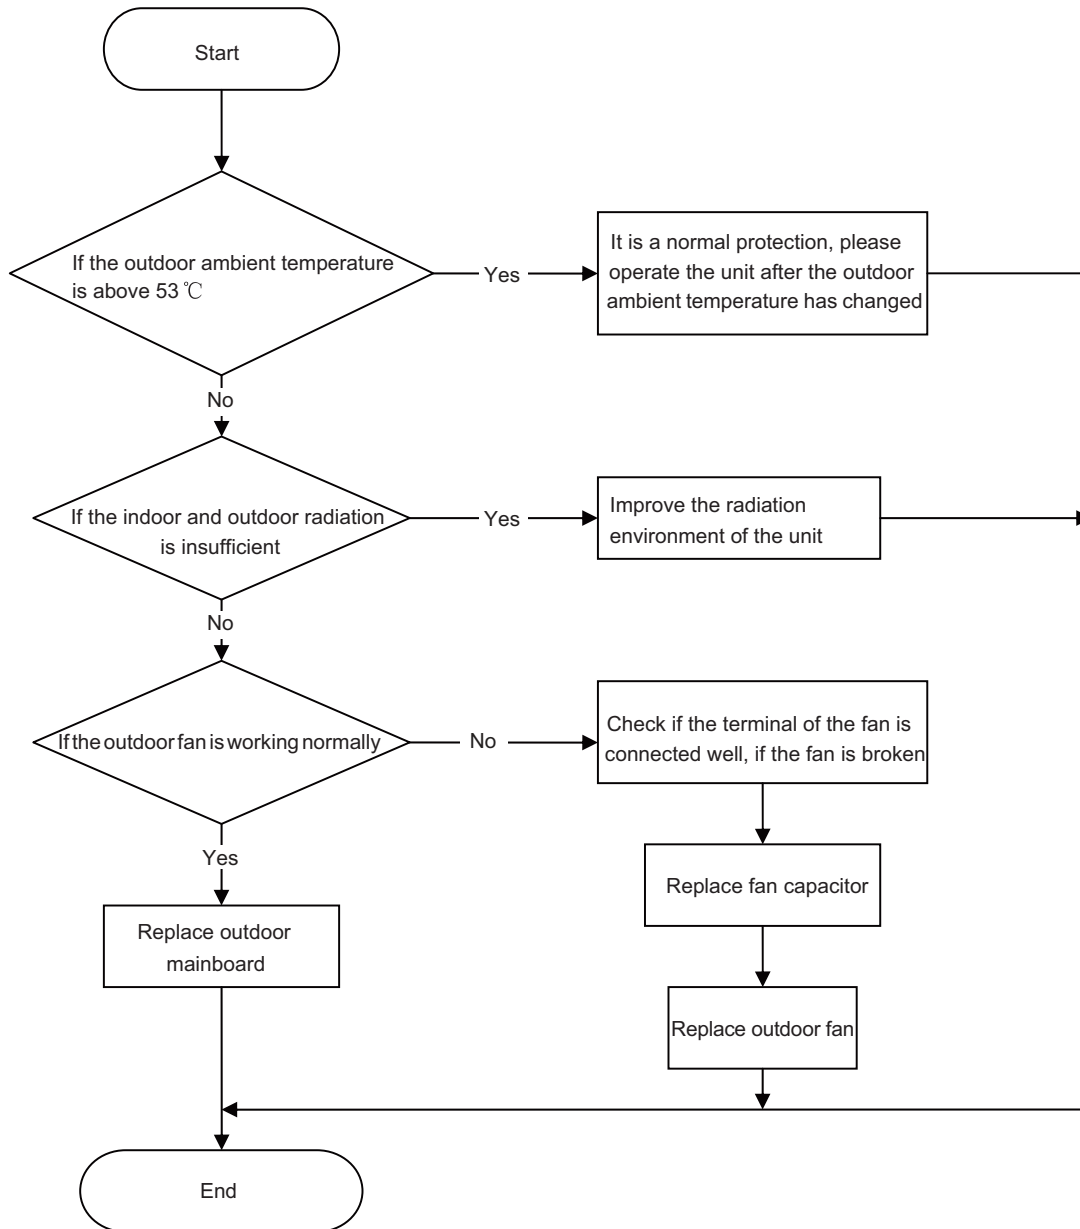 Start
If the outdoor ambient temperature
is above 53 ℃
Yes
It is a normal protection, please
operate the unit after the outdoor
ambient temperature has changed
No
If the indoor and outdoor radiation
is insufficient
Yes
Improve the radiation
environment of the unit
No
If the outdoor fan is working normally
No
Check if the terminal of the fan is
connected well, if the fan is broken
Yes
Replace fan capacitor
Replace outdoor
mainboard
Replace outdoor fan
End